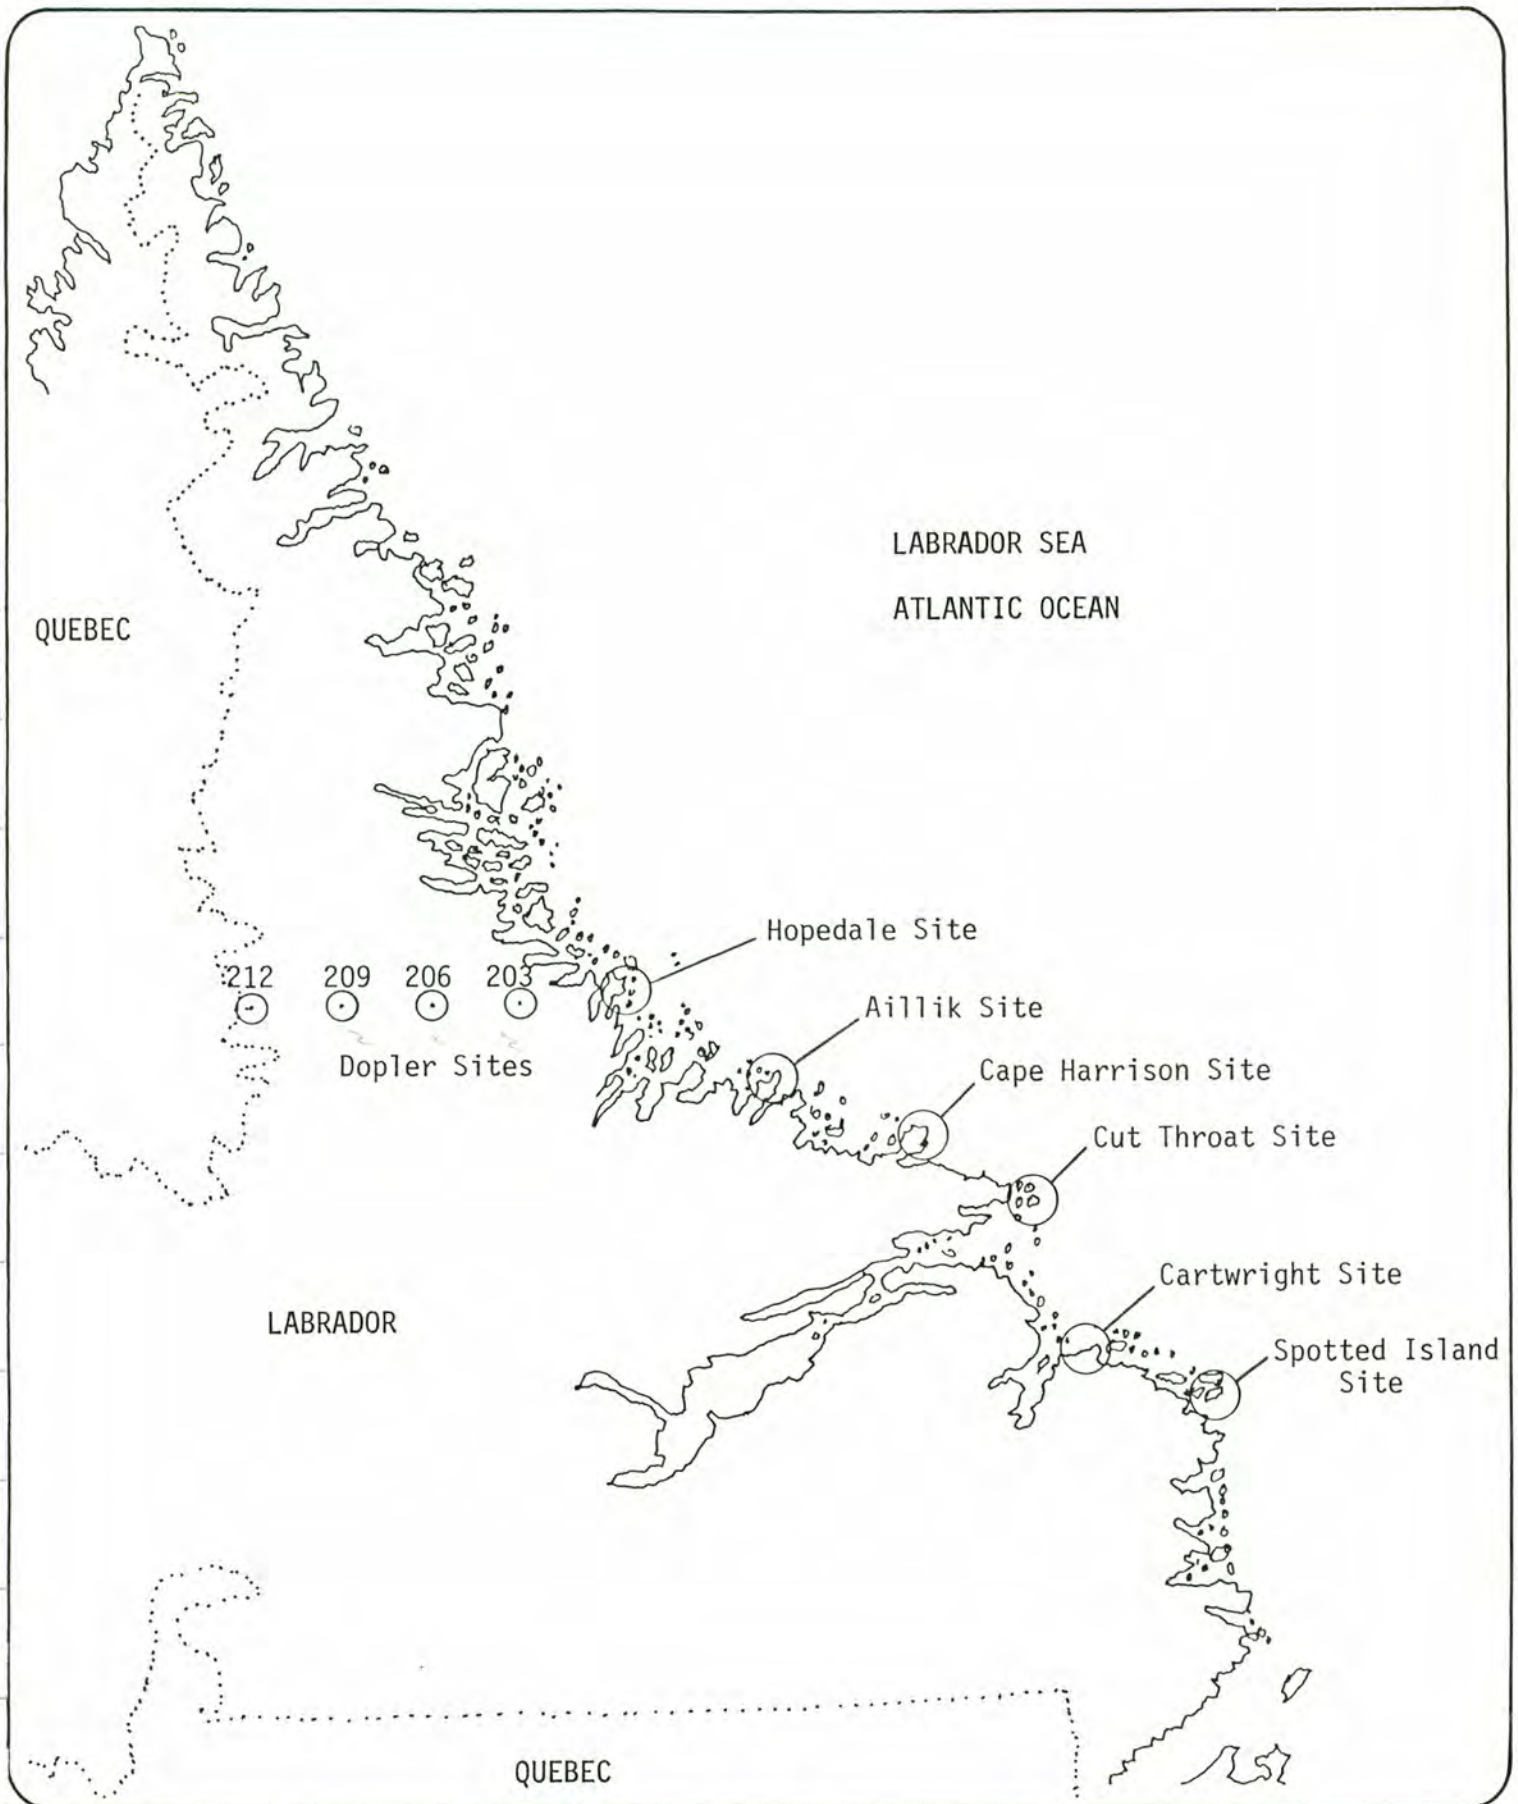 LABRADOR SEA
ATLANTIC OCEAN
QUEBEC
Hopedale Site
212 209 206 203
Aillik Site
Dopler Sites
Cape Harrison Site
Cut Throat Site
Cartwright Site
LABRADOR
Spotted Island
Site
QUEBEC